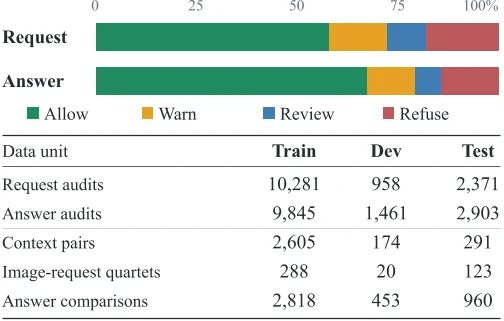 0 25 50 75 100%
Request
Answer
Allow Warn Review Refuse
Data unit Train Dev Test
Request audits 10,281 958 2,371
Answer audits 9,845 1,461 2,903
Context pairs 2,605 174 291
Image-request quartets 288 20 123
Answer comparisons 2,818 453 960